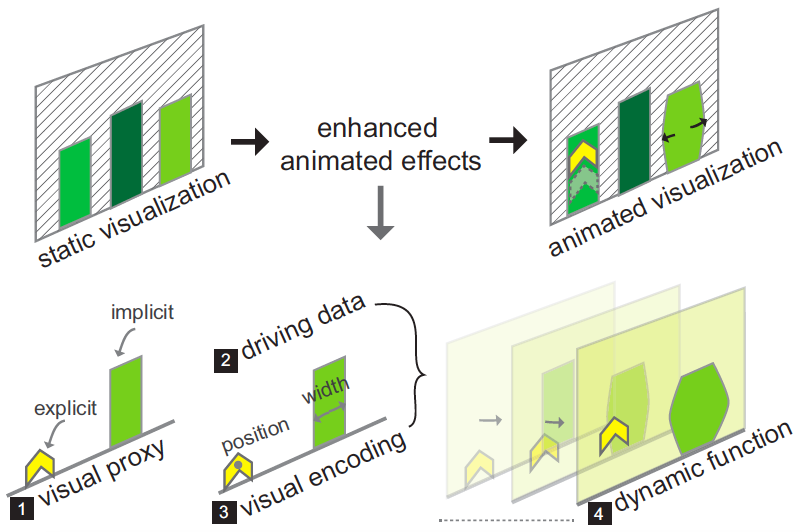 static visualization
enhanced
animated effects
animated visualization
implicit
explicit
1 visual proxy
2 driving data
width
position
3 visual encoding
4 dynamic function